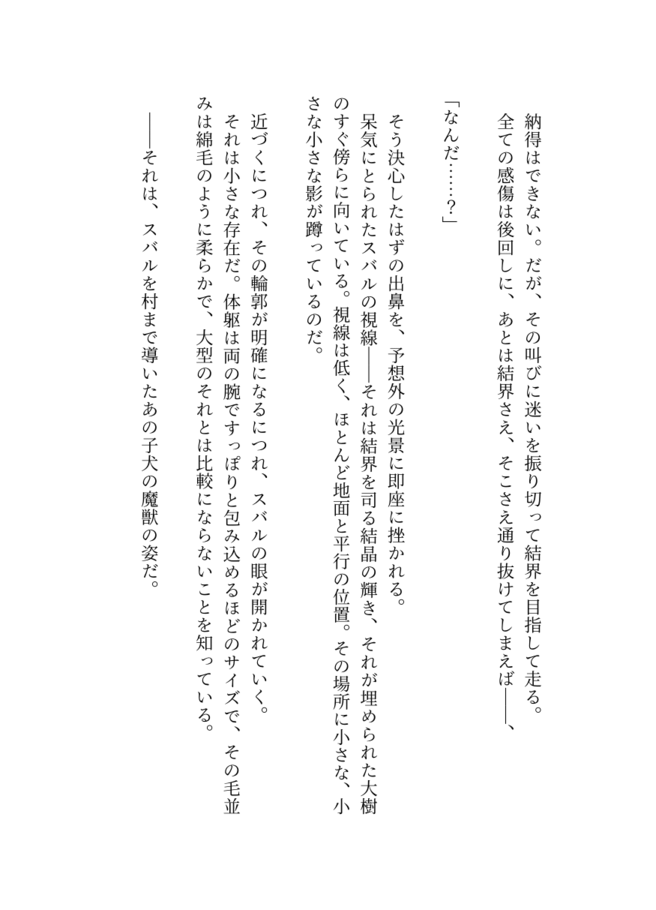 納得はできない。だが、その叫びに迷いを振り切って結界を目指して走る。
全ての感傷は後回しに、あとは結界さえ、そこさえ通り抜けてしまえば――、
「なんだ……？」
そう決心したはずの出鼻を、予想外の光景に即座に挫かれる。
呆気にとられたスバルの視線――それは結界を司る結晶の輝き、それが埋められた大樹
のすぐ傍らに向いている。視線は低く、ほとんど地面と平行の位置。その場所に小さな、小
さな小さな影が蹲っているのだ。
近づくにつれ、その輪郭が明確になるにつれ、スバルの眼が開かれていく。
それは小さな存在だ。体躯は両の腕ですっぽりと包み込めるほどのサイズで、その毛並
みは綿毛のように柔らかで、大型のそれとは比較にならないことを知っている。
――それは、スバルを村まで導いたあの子犬の魔獣の姿だ。